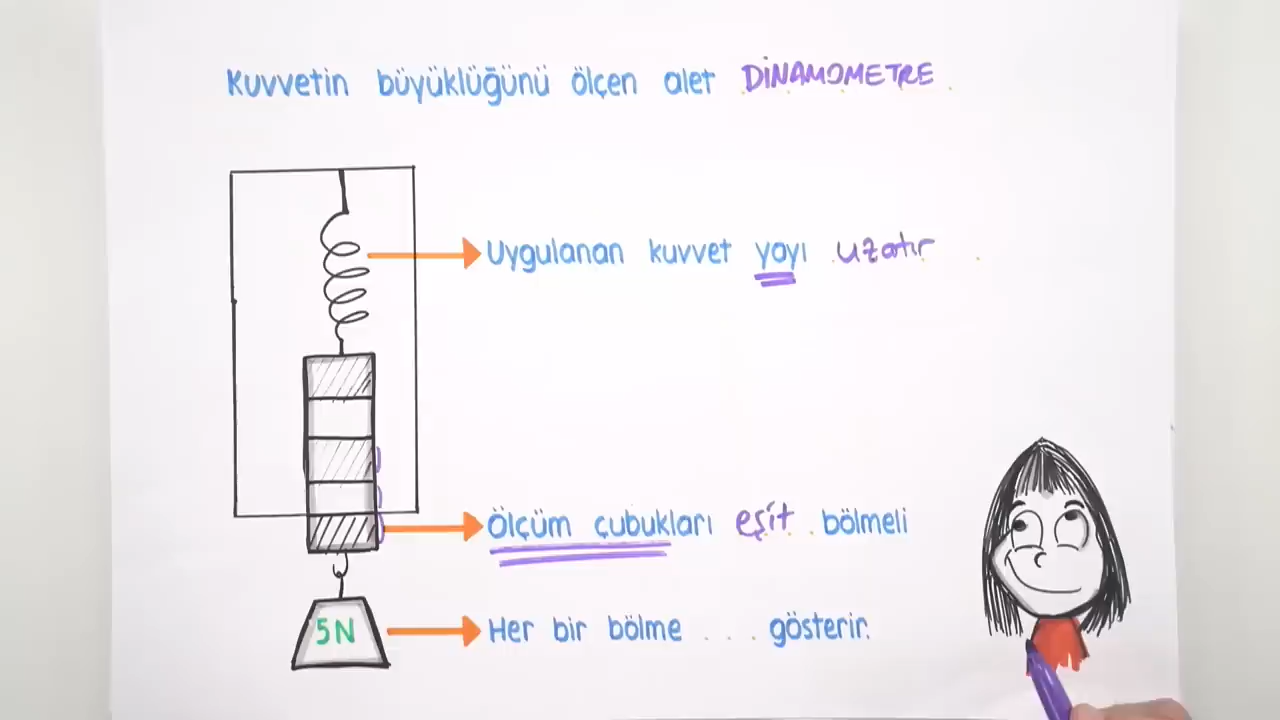 Kuvvetin büyüklüğünü ölçen alet DİNAMOMETRE.
Uygulanan kuvvet yayı uzatır.
Ölçüm çubukları eşit bölmeli
5N
Her bir bölme . . . gösterir.